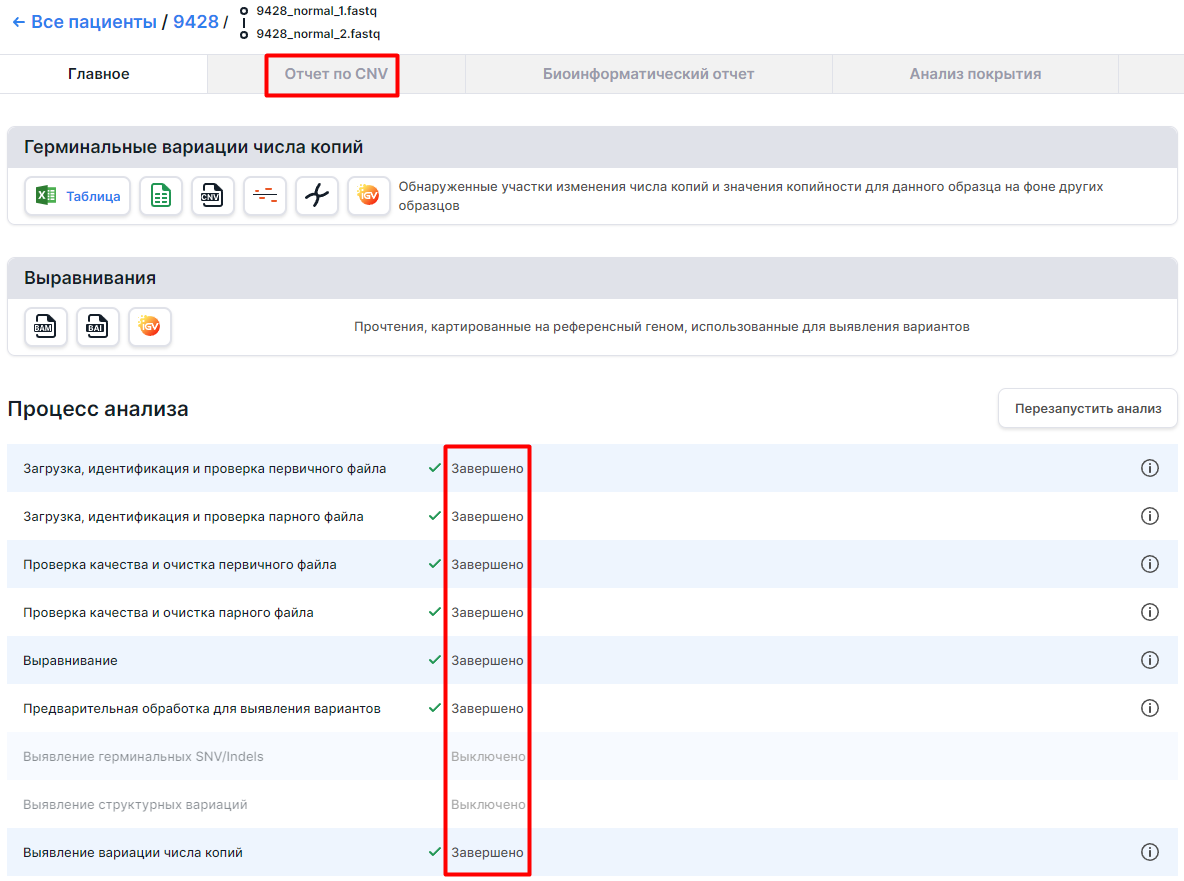 ← Все пациенты / 9428 /
9428_normal_1.fastq
9428_normal_2.fastq
Главное
Отчет по CNV
Биоинформатический отчет
Анализ покрытия
Герминальные вариации числа копий
Таблица
CNV
IGV
Обнаруженные участки изменения числа копий и значения копийности для данного образца на фоне других
образцов
Выравнивания
BAM
BAI
IGV
Прочтения, картированные на референсный геном, использованные для выявления вариантов
Процесс анализа
Перезапустить анализ
Загрузка, идентификация и проверка первичного файла Завершено
Загрузка, идентификация и проверка парного файла Завершено
Проверка качества и очистка первичного файла Завершено
Проверка качества и очистка парного файла Завершено
Выравнивание Завершено
Предварительная обработка для выявления вариантов Завершено
Выявление герминальных SNV/Indels Выключено
Выявление структурных вариаций Выключено
Выявление вариации числа копий Завершено